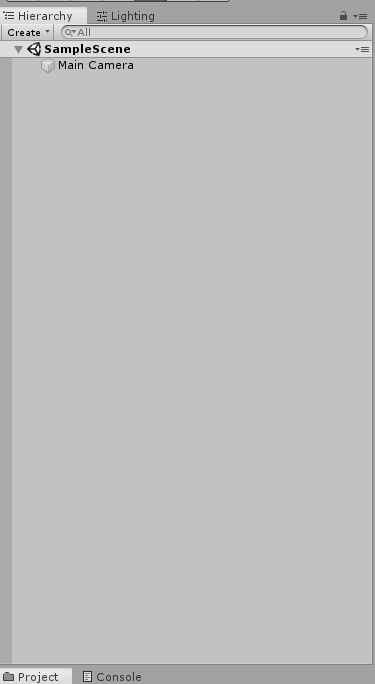 Hierarchy Lighting
Create All
SampleScene
Main Camera
Project Console